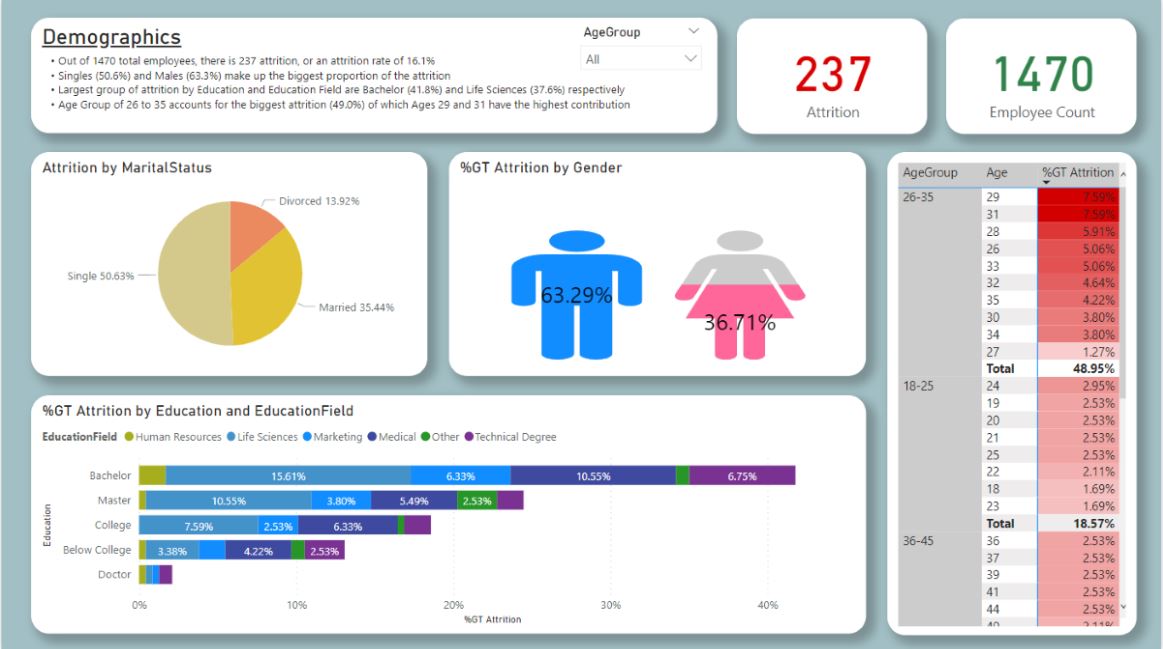 Demographics
• Out of 1470 total employees, there is 237 attrition, or an attrition rate of 16.1%
• Singles (50.6%) and Males (63.3%) make up the biggest proportion of the attrition
• Largest group of attrition by Education and Education Field are Bachelor (41.8%) and Life Sciences (37.6%) respectively
• Age Group of 26 to 35 accounts for the biggest attrition (49.0%) of which Ages 29 and 31 have the highest contribution
AgeGroup
All
237
Attrition
1470
Employee Count
Attrition by MaritalStatus
Divorced 13.92%
Single 50.63%
Married 35.44%
%GT Attrition by Gender
63.29%
36.71%
%GT Attrition by Education and EducationField
EducationField Human Resources Life Sciences Marketing Medical Other Technical Degree
Education
Bachelor 15.61% 6.33% 10.55% 6.75%
Master 10.55% 3.80% 5.49% 2.53%
College 7.59% 2.53% 6.33%
Below College 3.38% 4.22% 2.53%
Doctor
0% 10% 20% 30% 40%
%GT Attrition
AgeGroup Age %GT Attrition
26-35 29 7.59%
31 7.59%
28 5.91%
26 5.06%
33 5.06%
32 4.64%
35 4.22%
30 3.80%
34 3.80%
27 1.27%
Total 48.95%
18-25 24 2.95%
19 2.53%
20 2.53%
21 2.53%
25 2.53%
22 2.11%
18 1.69%
23 1.69%
Total 18.57%
36-45 36 2.53%
37 2.53%
39 2.53%
41 2.53%
44 2.53%
2.11%